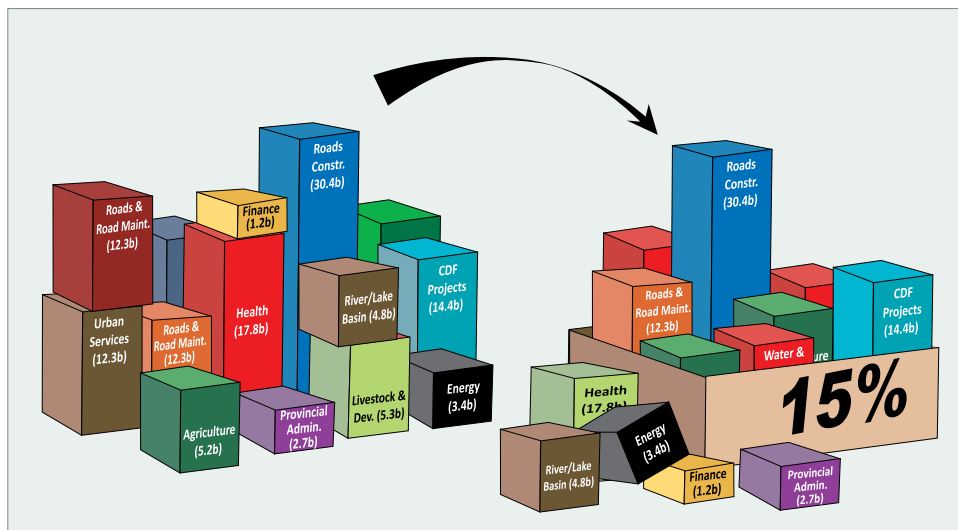 Roads
Constr.
(30.4b)
Roads &
Road Maint.
(12.3b)
Finance
(1.2b)
River/Lake
Basin (4.8b)
CDF
Projects
(14.4b)
Urban
Services
(12.3b)
Roads &
Road Maint.
(12.3b)
Health
(17.8b)
Livestock &
Dev. (5.3b)
Energy
(3.4b)
Agriculture
(5.2b)
Provincial
Admin.
(2.7b)
Roads
Constr.
(30.4b)
Roads &
Road Maint.
(12.3b)
CDF
Projects
(14.4b)
Water &
ure
15%
Health
(17.8b)
Energy
(3.4b)
River/Lake
Basin (4.8b)
Finance
(1.2b)
Provincial
Admin.
(2.7b)